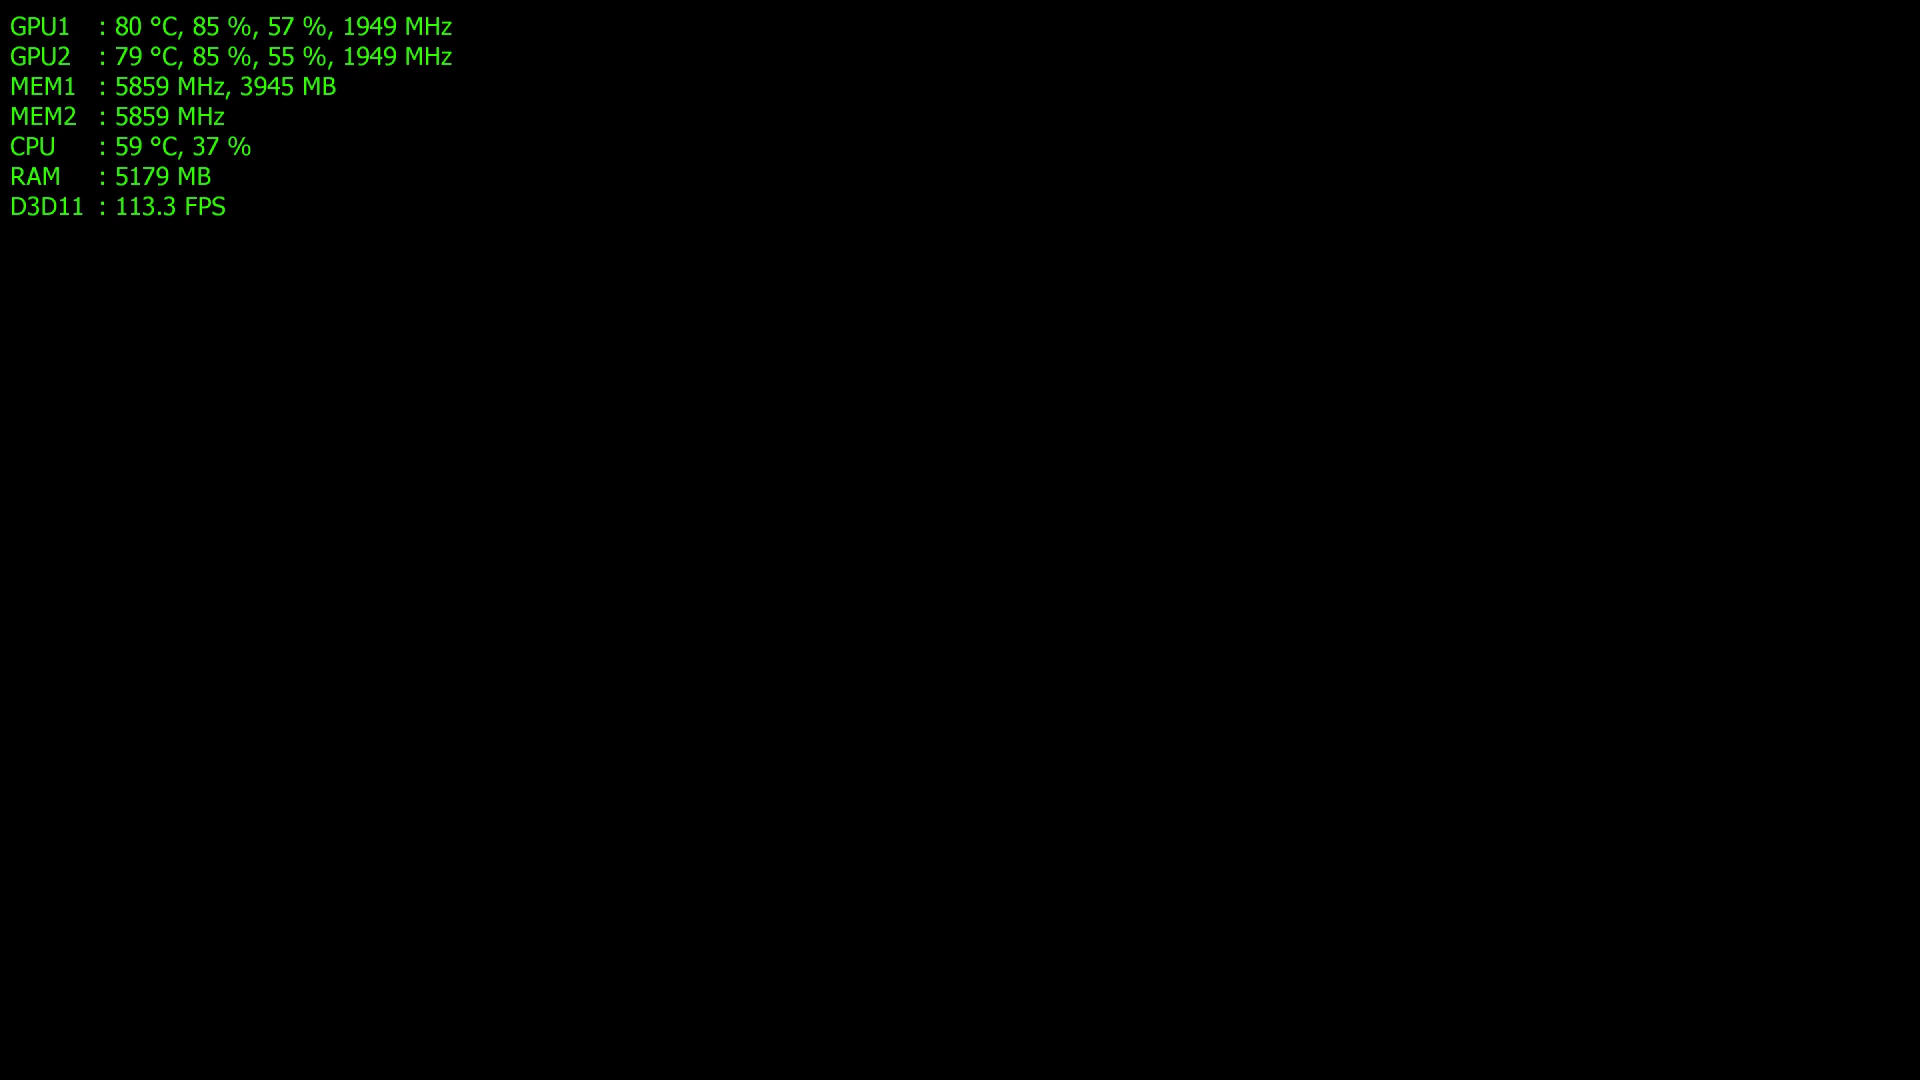 GPU1 : 80 °C, 85 %, 57 %, 1949 MHz
GPU2 : 79 °C, 85 %, 55 %, 1949 MHz
MEM1 : 5859 MHz, 3945 MB
MEM2 : 5859 MHz
CPU : 59 °C, 37 %
RAM : 5179 MB
D3D11 : 113.3 FPS